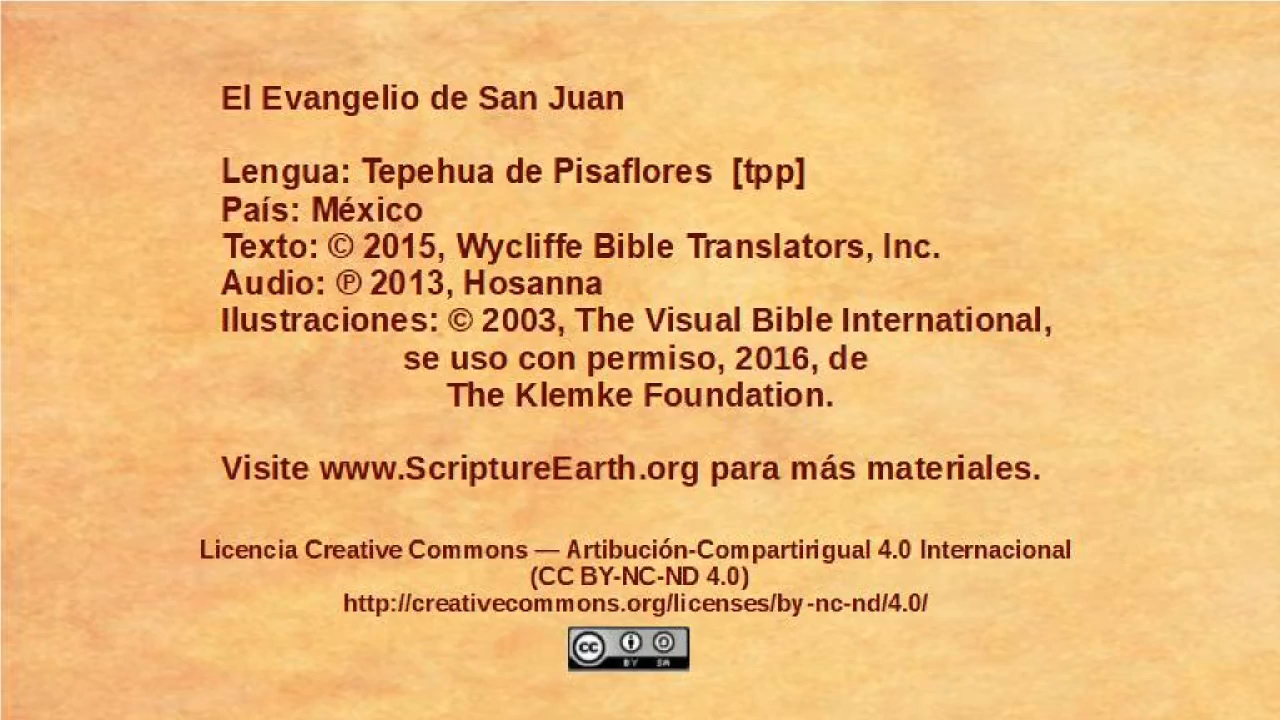 El Evangelio de San Juan
Lengua: Tepehua de Pisaflores [tpp]
País: México
Texto: © 2015, Wycliffe Bible Translators, Inc.
Audio: ℗ 2013, Hosanna
Ilustraciones: © 2003, The Visual Bible International,
se uso con permiso, 2016, de
The Klemke Foundation.
Visite www.ScriptureEarth.org para más materiales.
Licencia Creative Commons — Artibución-Compartirigual 4.0 Internacional
(CC BY-NC-ND 4.0)
http://creativecommons.org/licenses/by-nc-nd/4.0/
cc BY SA